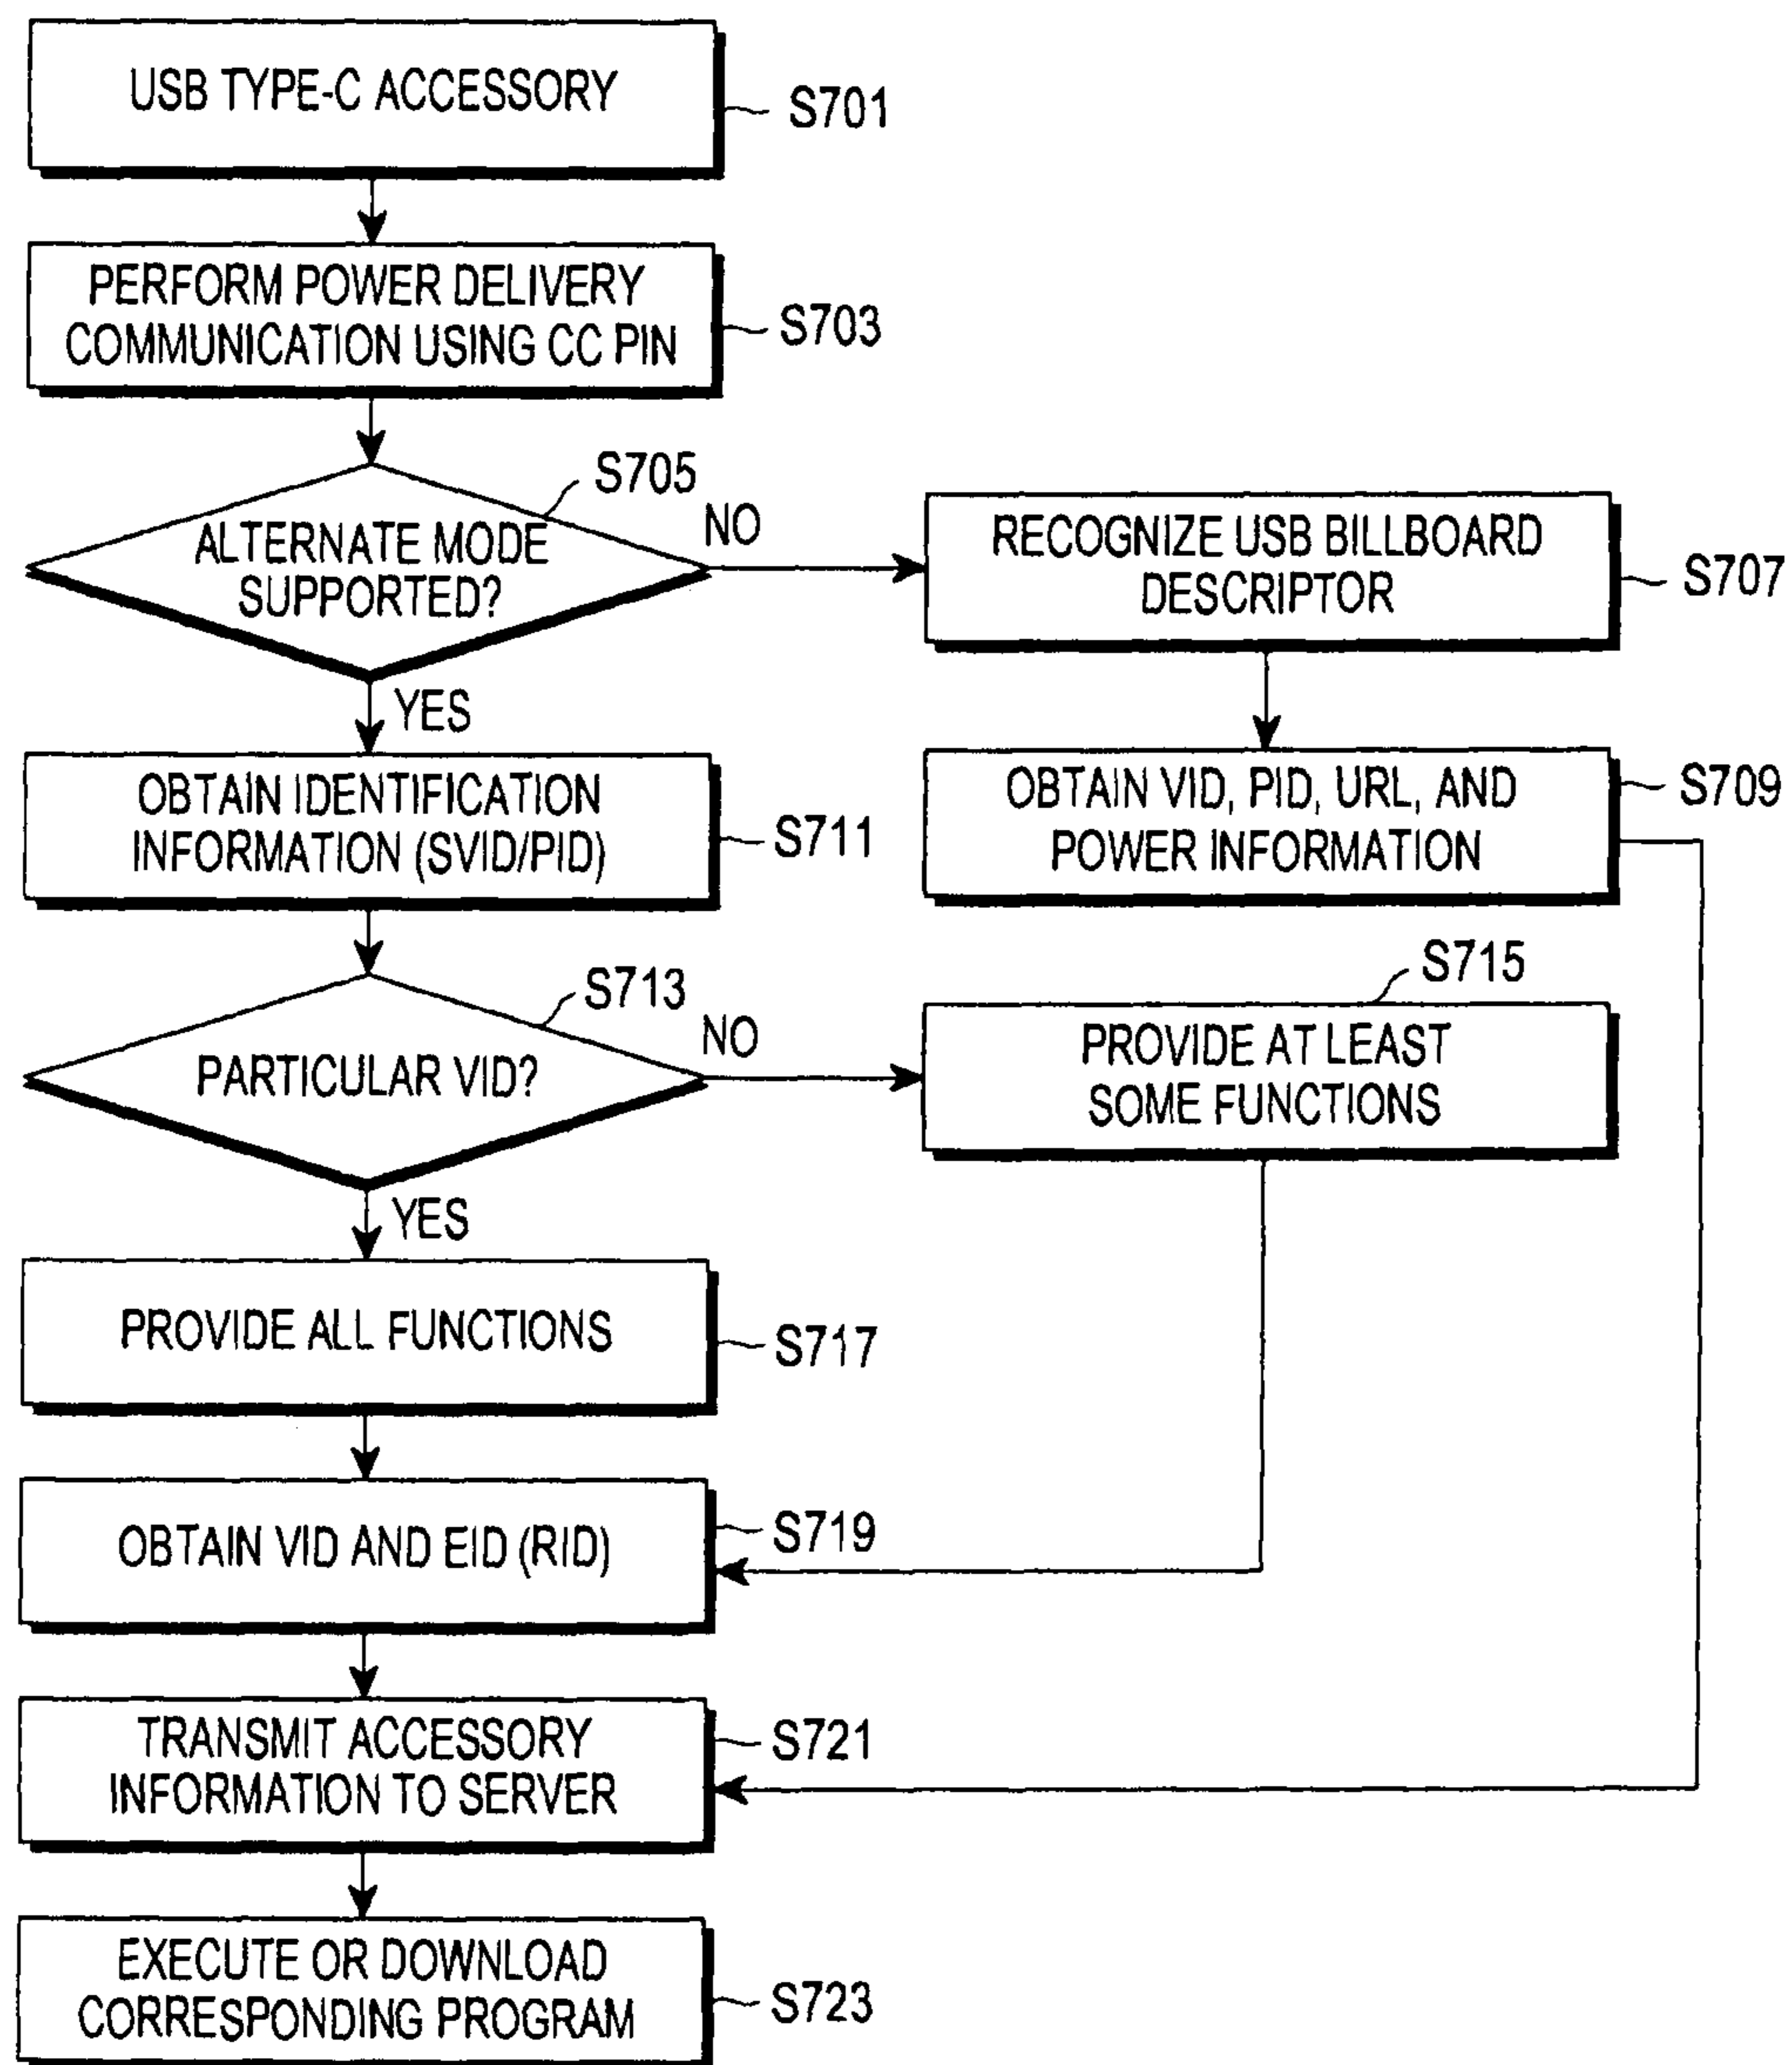 USB TYPE-C ACCESSORY
S701
PERFORM POWER DELIVERY
COMMUNICATION USING CC PIN
S703
S705
ALTERNATE MODE
SUPPORTED?
NO
RECOGNIZE USB BILLBOARD
DESCRIPTOR
S707
YES
OBTAIN IDENTIFICATION
INFORMATION (SVID/PID)
S711
OBTAIN VID, PID, URL, AND
POWER INFORMATION
S709
S713
PARTICULAR VID?
NO
S715
PROVIDE AT LEAST
SOME FUNCTIONS
YES
PROVIDE ALL FUNCTIONS
S717
OBTAIN VID AND EID (RID)
S719
TRANSMIT ACCESSORY
INFORMATION TO SERVER
S721
EXECUTE OR DOWNLOAD
CORRESPONDING PROGRAM
S723